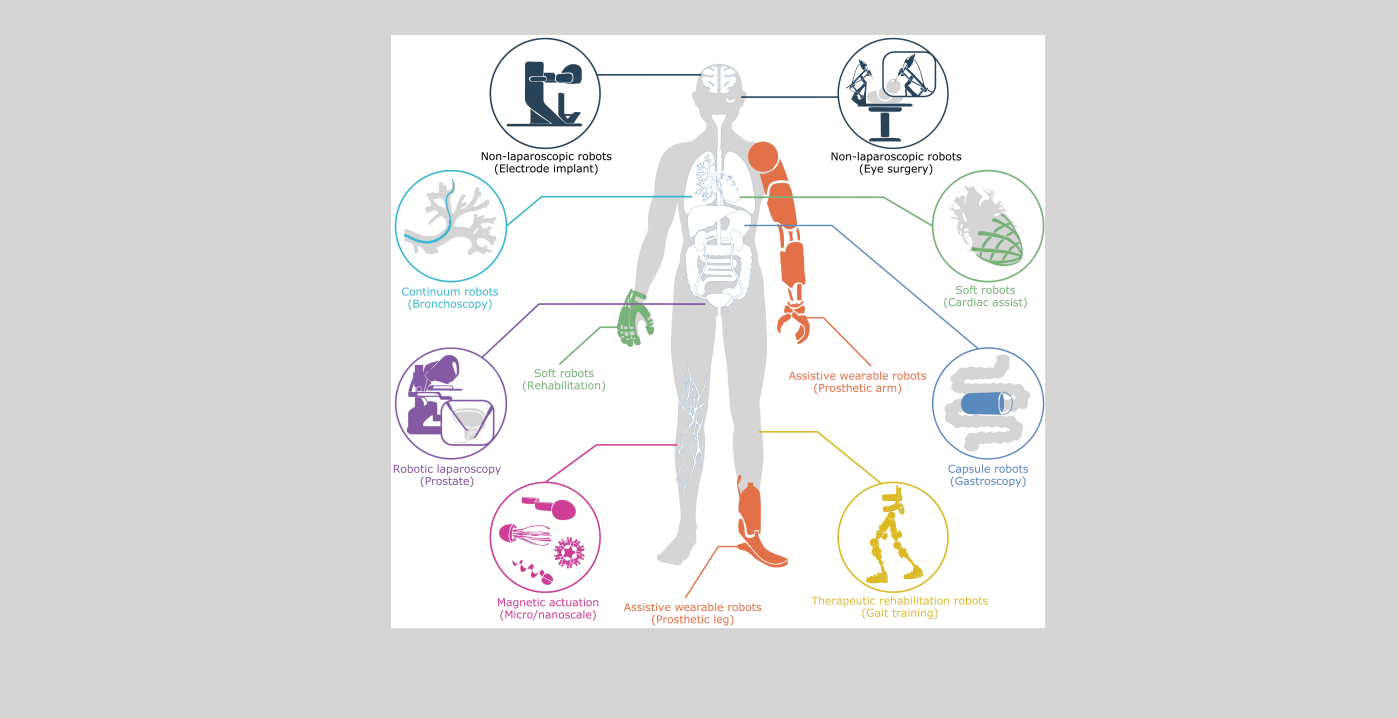 Non-laparoscopic robots
(Electrode implant)
Non-laparoscopic robots
(Eye surgery)
Continuum robots
(Bronchoscopy)
Soft robots
(Cardiac assist)
Soft robots
(Rehabilitation)
Assistive wearable robots
(Prosthetic arm)
Robotic laparoscopy
(Prostate)
Capsule robots
(Gastroscopy)
Magnetic actuation
(Micro/nanoscale)
Assistive wearable robots
(Prosthetic leg)
Therapeutic rehabilitation robots
(Gait training)